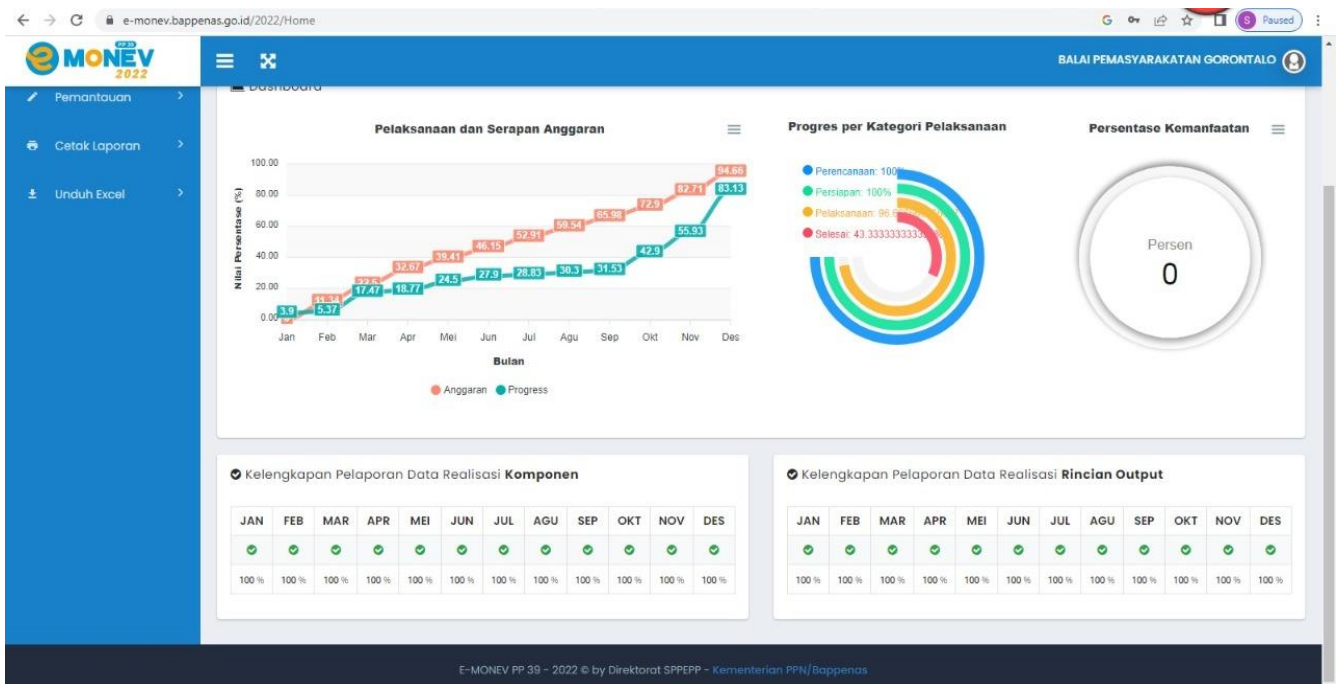 e-monev.bappenas.go.id/2022/Home
S Paused
e MONEV
PP 39
2022
BALAI PEMASYARAKATAN GORONTALO
Pemantauan
Cetak Laporan
Unduh Excel
Dashboard
Pelaksanaan dan Serapan Anggaran
Nilai Persentase (%)
100.00
80.00
60.00
40.00
20.00
0.00
22.5 32.67 39.41 46.15 52.91 59.54 65.98 72.9 82.71 94.66
3.9 5.37 17.47 18.77 24.5 27.9 28.83 30.3 31.53 42.9 55.93 83.13
Jan Feb Mar Apr Mei Jun Jul Agu Sep Okt Nov Des
Bulan
Anggaran Progress
Progres per Kategori Pelaksanaan
Perencanaan: 100%
Persiapan: 100%
Pelaksanaan:
Selesai:
Persentase Kemanfaatan
Persen
0
Kelengkapan Pelaporan Data Realisasi Komponen
JAN FEB MAR APR MEI JUN JUL AGU SEP OKT NOV DES
100 % 100 % 100 % 100 % 100 % 100 % 100 % 100 % 100 % 100 % 100 % 100 %
Kelengkapan Pelaporan Data Realisasi Rincian Output
JAN FEB MAR APR MEI JUN JUL AGU SEP OKT NOV DES
100 % 100 % 100 % 100 % 100 % 100 % 100 % 100 % 100 % 100 % 100 % 100 %
E-MONEV PP 39 - 2022 © by Direktorat SPPEPP - Kementerian PPN/Bappenas